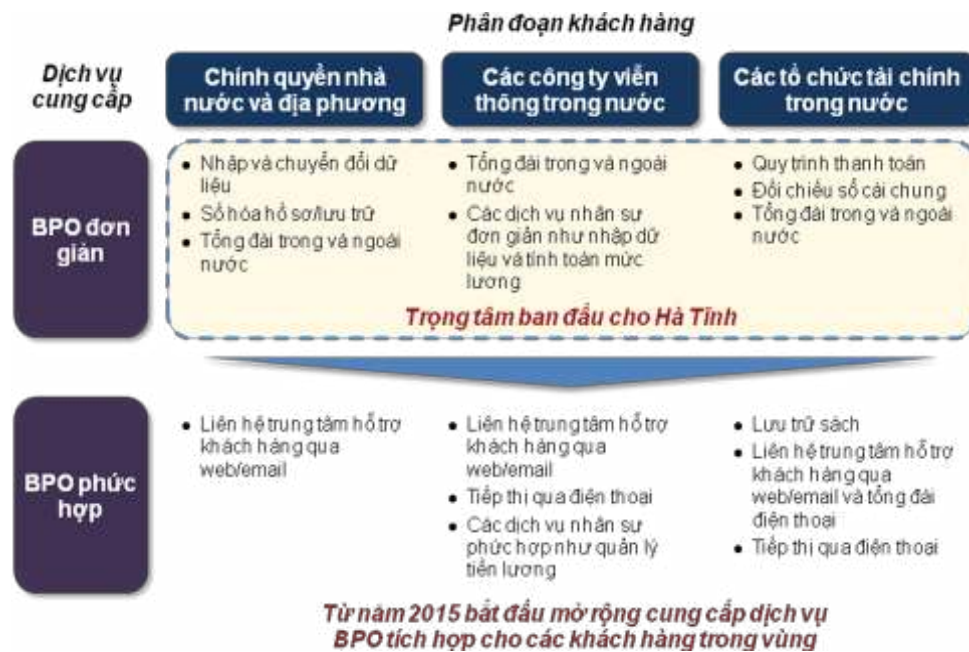 Phân đoạn khách hàng
Dịch vụ
cung cấp
Chính quyền nhà
nước và địa phương
Các công ty viễn
thông trong nước
Các tổ chức tài chính
trong nước
BPO đơn
giản
• Nhập và chuyển đổi dữ
liệu
• Số hóa hồ sơ/lưu trữ
• Tổng đài trong và ngoài
nước
• Tổng đài trong và ngoài
nước
• Các dịch vụ nhân sự
đơn giản như nhập dữ
liệu và tính toán mức
lương
• Quy trình thanh toán
• Đối chiếu sổ cái chung
• Tổng đài trong và ngoài
nước
Trọng tâm ban đầu cho Hà Tĩnh
BPO phức
hợp
• Liên hệ trung tâm hỗ trợ
khách hàng qua
web/email
• Liên hệ trung tâm hỗ trợ
khách hàng qua
web/email
• Tiếp thị qua điện thoại
• Các dịch vụ nhân sự
phức hợp như quản lý
tiền lương
• Lưu trữ sách
• Liên hệ trung tâm hỗ trợ
khách hàng qua
web/email và tổng đài
điện thoại
• Tiếp thị qua điện thoại
Từ năm 2015 bắt đầu mở rộng cung cấp dịch vụ
BPO tích hợp cho các khách hàng trong vùng